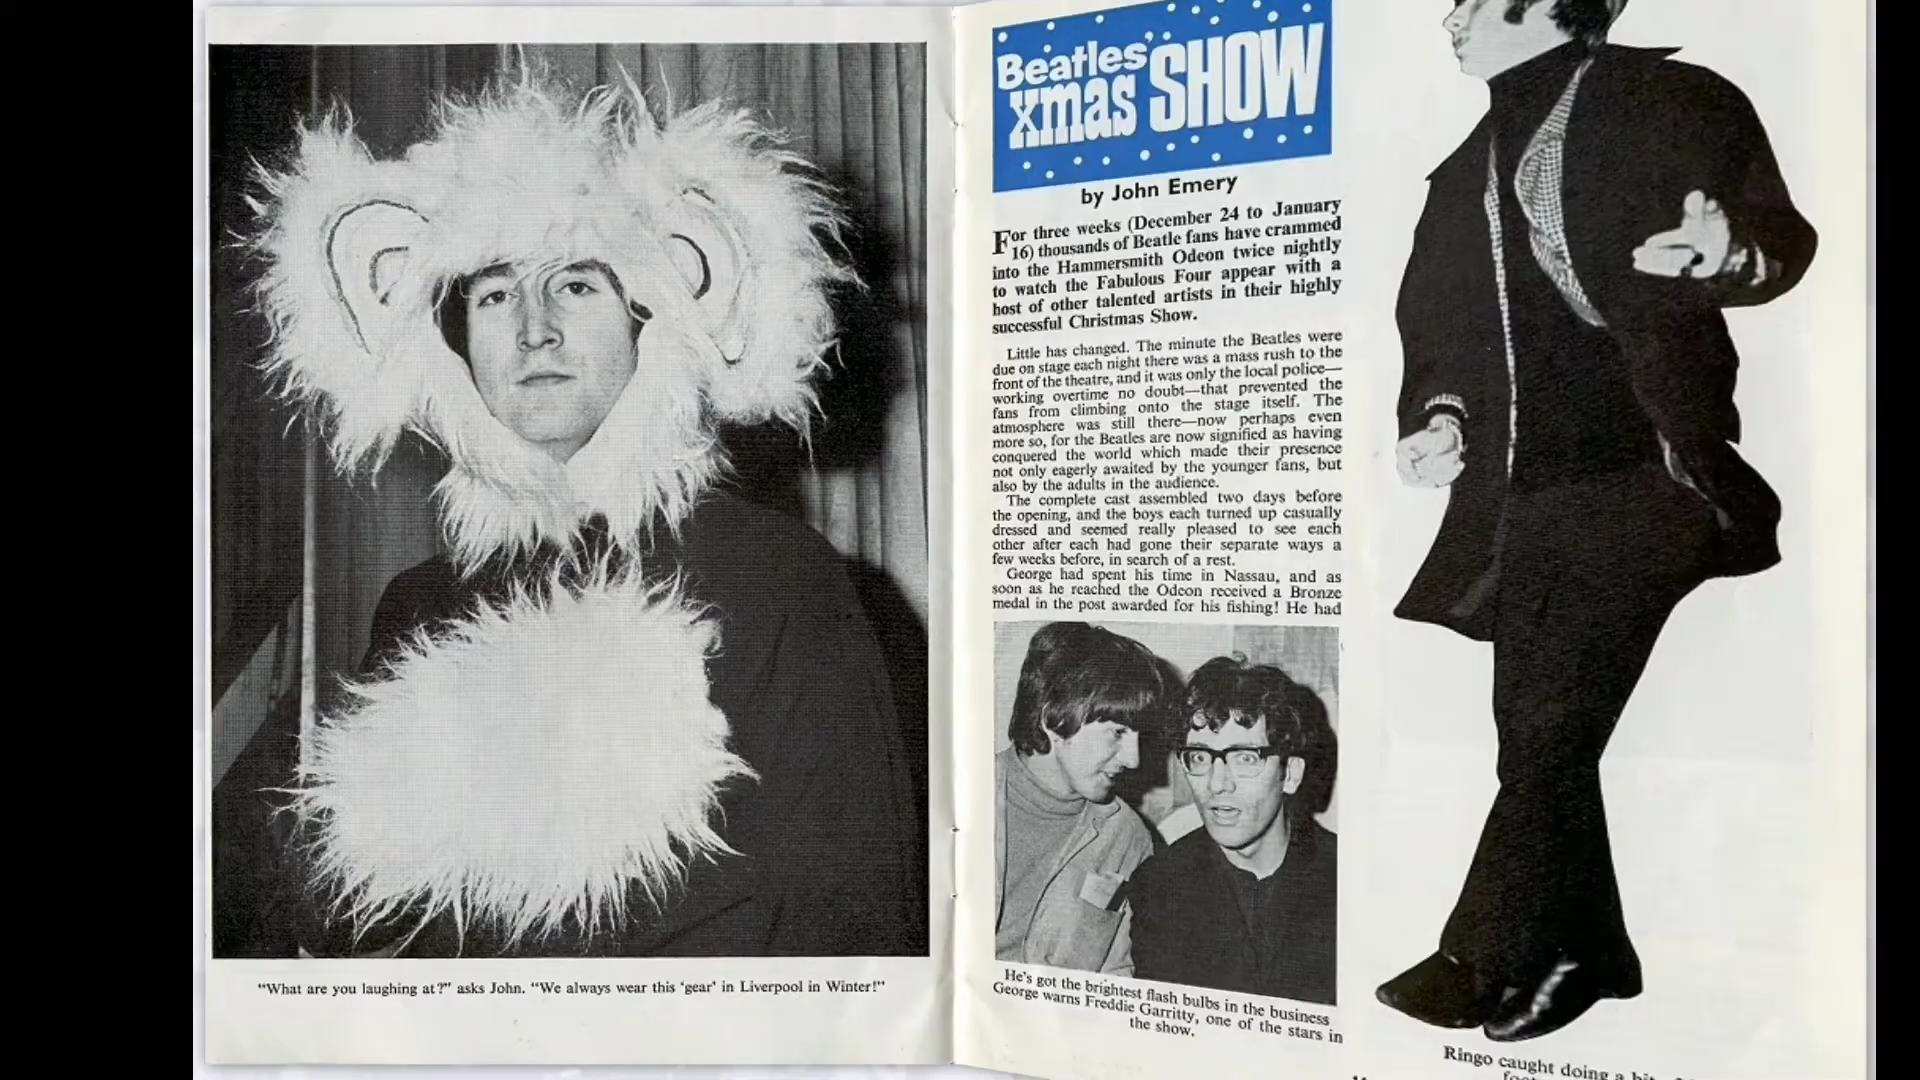 "What are you laughing at?" asks John. "We always wear this 'gear' in Liverpool in Winter!"
Beatles'
xmas SHOW
by John Emery
For three weeks (December 24 to January
16) thousands of Beatle fans have crammed
into the Hammersmith Odeon twice nightly
to watch the Fabulous Four appear with a
host of other talented artists in their highly
successful Christmas Show.
Little has changed. The minute the Beatles were
due on stage each night there was a mass rush to the
front of the theatre, and it was only the local police—
working overtime no doubt—that prevented the
fans from climbing onto the stage itself. The
atmosphere was still there—now perhaps even
more so, for the Beatles are now signified as having
conquered the world which made their presence
not only eagerly awaited by the younger fans, but
also by the adults in the audience.
The complete cast assembled two days before
the opening, and the boys each turned up casually
dressed and seemed really pleased to see each
other after each had gone their separate ways a
few weeks before, in search of a rest.
George had spent his time in Nassau, and as
soon as he reached the Odeon received a Bronze
medal in the post awarded for his fishing! He had
He's got the brightest flash bulbs in the business
George warns Freddie Garritty, one of the stars in
the show.
Ringo caught doing a bit